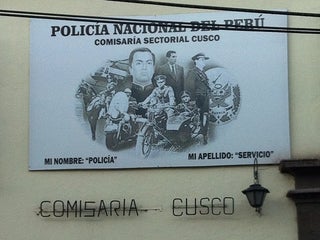 POLICÍA NACIONAL DEL PERÚ
COMISARÍA SECTORIAL CUSCO
MI NOMBRE: "POLICÍA"
MI APELLIDO: "SERVICIO"
COMISARIA CUSCO